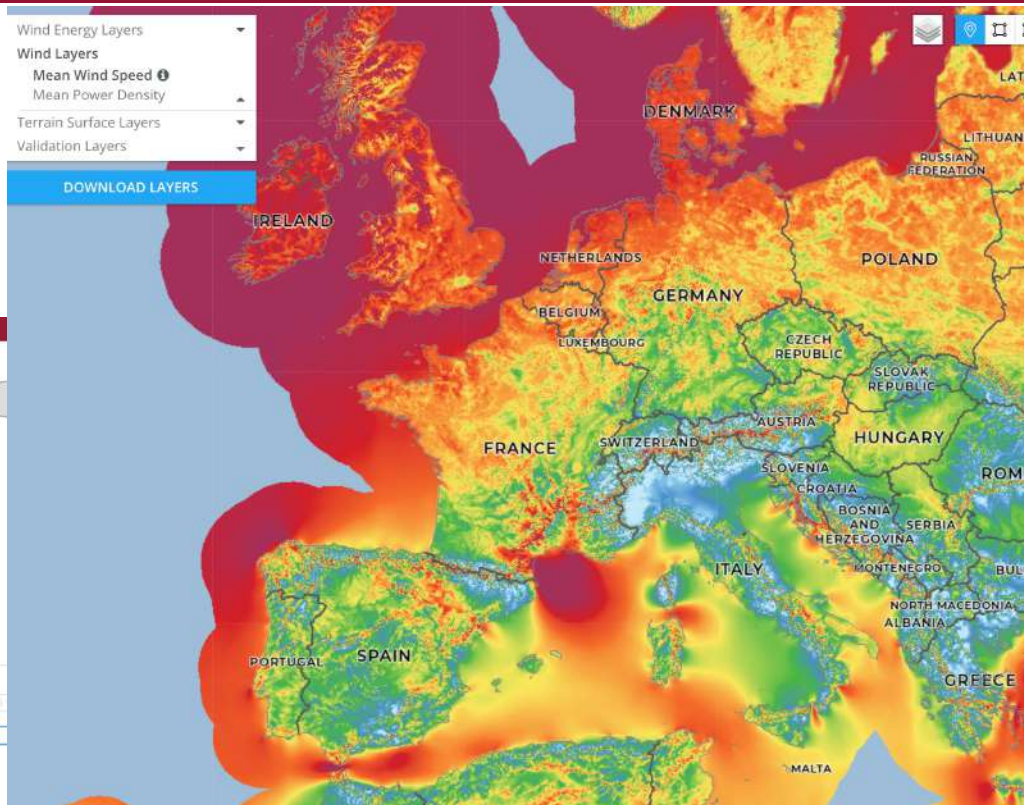 Wind Energy Layers
Wind Layers
Mean Wind Speed
Mean Power Density
Terrain Surface Layers
Validation Layers
DOWNLOAD LAYERS
DENMARK
LAT
LITHUAN
RUSSIAN
FEDERATION
IRELAND
NETHERLANDS
POLAND
GERMANY
BELGIUM
LUXEMBOURG
CZECH
REPUBLIC
SLOVAK
REPUBLIC
AUSTRIA
FRANCE
SWITZERLAND
HUNGARY
SLOVENIA
ROM
CROATIA
BOSNIA
AND
HERZEGOVINA
SERBIA
ITALY
MONTENEGRO
BUL
NORTH MACEDONIA
ALBANIA
PORTUGAL
SPAIN
GREECE
MALTA